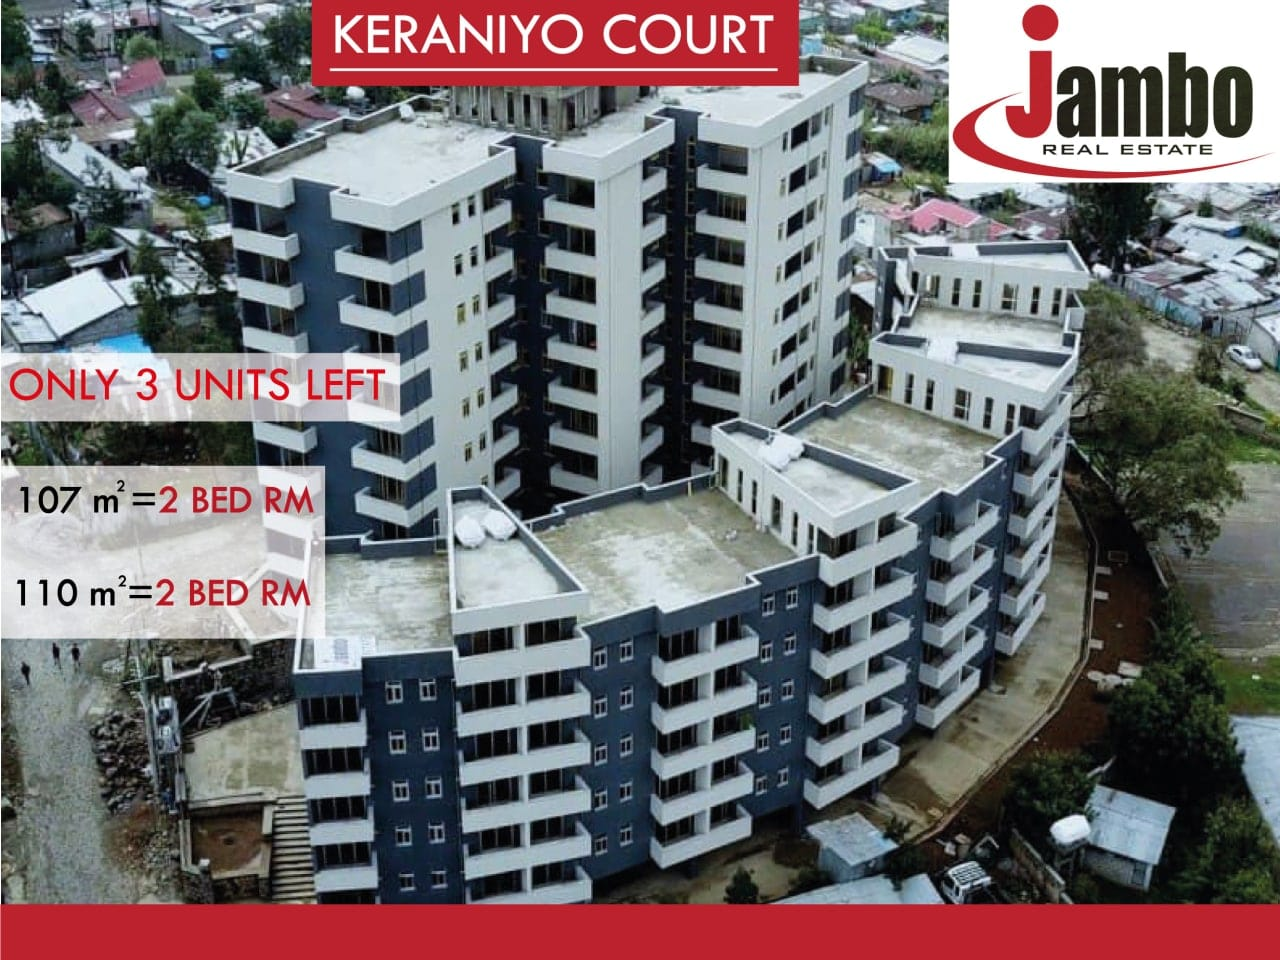 KERANIYO COURT
jambo
REAL ESTATE
ONLY 3 UNITS LEFT
107 m²=2 BED RM
110 m²=2 BED RM